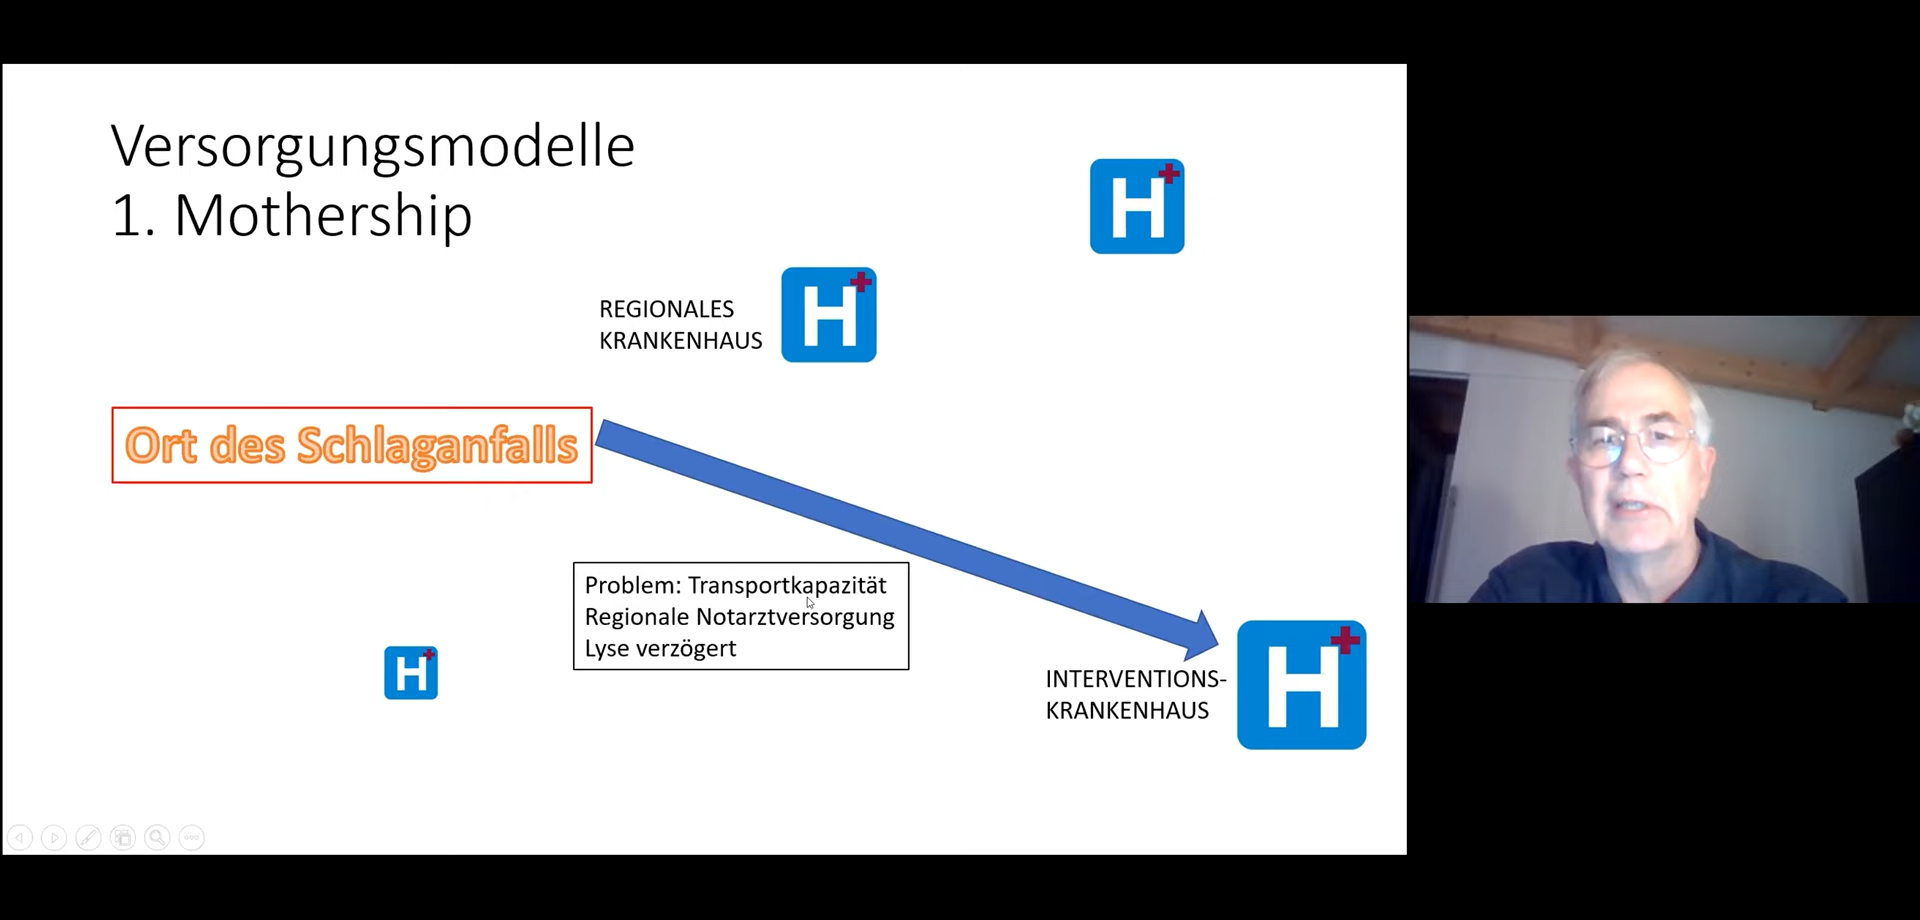 Versorgungsmodelle
1. Mothership
H
REGIONALES
KRANKENHAUS
H
Ort des Schlaganfalls
Problem: Transportkapazität
Regionale Notarztversorgung
Lyse verzögert
H
INTERVENTIONS-
KRANKENHAUS
H